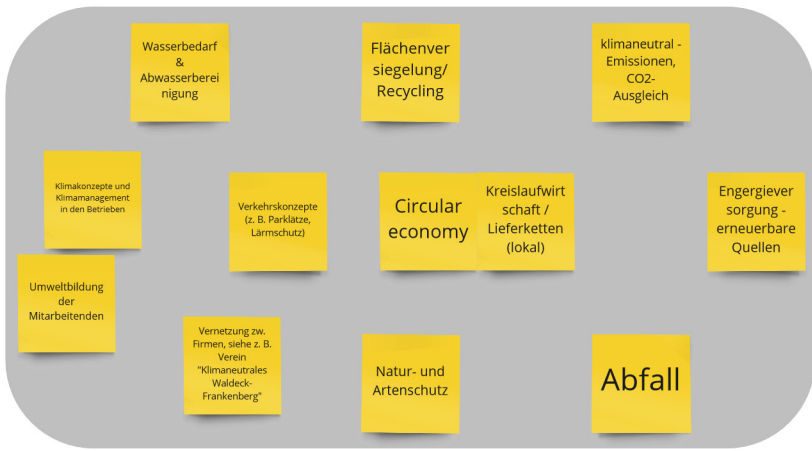 Wasserbedarf
&
Abwasserberei
nigung
Flächenver
siegelung/
Recycling
klimaneutral -
Emissionen,
CO2-
Ausgleich
Klimakonzepte und
Klimamanagement
in den Betrieben
Verkehrskonzepte
(z. B. Parklätze,
Lärmschutz)
Circular
economy
Kreislaufwirt
schaft /
Lieferketten
(lokal)
Engergiever
sorgung -
erneuerbare
Quellen
Umweltbildung
der
Mitarbeitenden
Vernetzung zw.
Firmen, siehe z. B.
Verein
"Klimaneutrales
Waldeck-
Frankenberg"
Natur- und
Artenschutz
Abfall